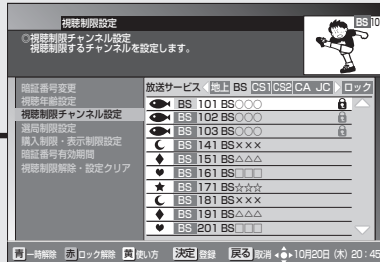 視聴制限設定
BS 10
◎視聴制限チャンネル設定
視聴制限するチャンネルを設定します。
暗証番号変更
視聴年齢設定
視聴制限チャンネル設定
選局制限設定
購入制限・表示制限設定
暗証番号有効期間
視聴制限解除・設定クリア
放送サービス 地上 BS CS1 CS2 CA JC ロック
BS 101 BS○○○
BS 102 BS○○○
BS 103 BS○○○
BS 141 BS×××
BS 151 BS△△△
BS 161 BS□□□
BS 171 BS☆☆☆
BS 181 BS×××
BS 191 BS△△△
BS 201 BS□□□
青 一時解除 赤 ロック解除 黄 使い方 決定 登録 戻る 取消 10月20日 (木) 20:45